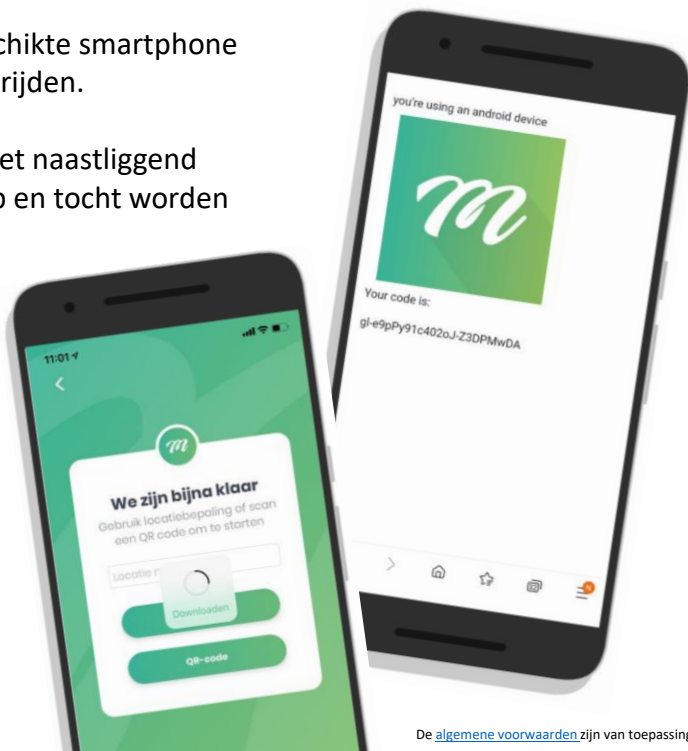 chikte smartphone
rijden.
et naastliggend
en tocht worden
you're using an android device
m
Your code is:
gl-e9pPy91c402oJ-Z3DPMwDA
N
11:01
m
We zijn bijna klaar
Gebruik locatiebepaling of scan
een QR code om te starten
Locatie
Downloaden
QR-code
De algemene voorwaarden zijn van toepassing